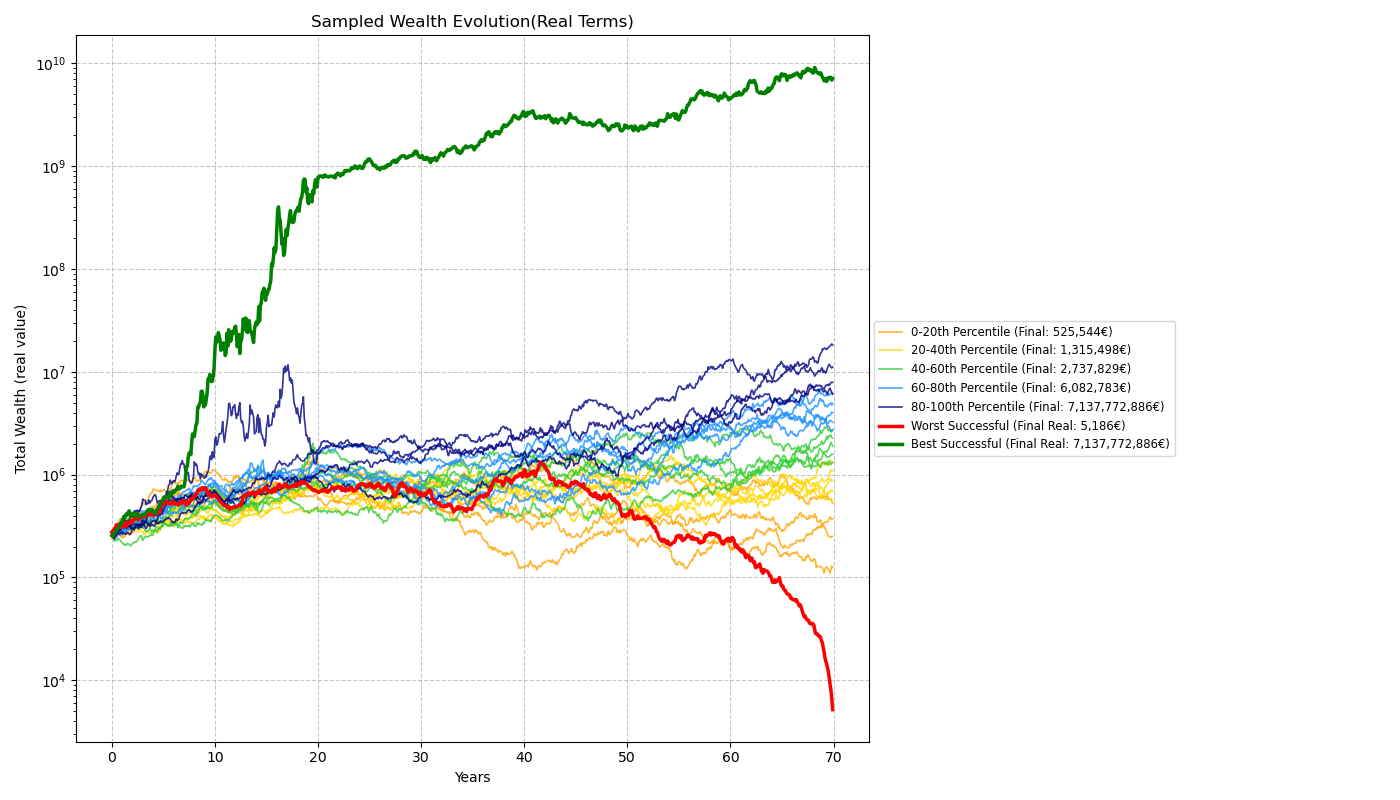 Sampled Wealth Evolution(Real Terms)
Total Wealth (real value)
10^10
10^9
10^8
10^7
10^6
10^5
10^4
0 10 20 30 40 50 60 70
Years
0-20th Percentile (Final: 525,544€)
20-40th Percentile (Final: 1,315,498€)
40-60th Percentile (Final: 2,737,829€)
60-80th Percentile (Final: 6,082,783€)
80-100th Percentile (Final: 7,137,772,886€)
Worst Successful (Final Real: 5,186€)
Best Successful (Final Real: 7,137,772,886€)